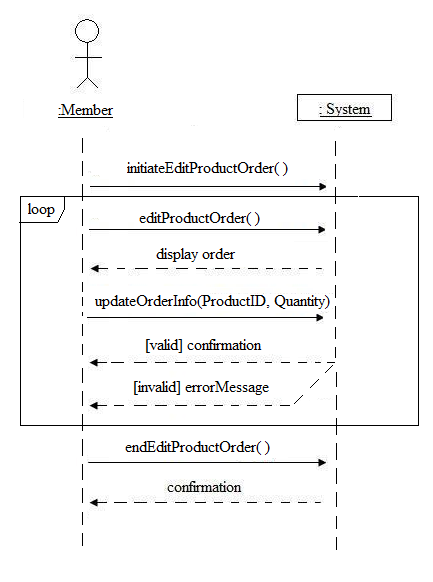 :Member
: System
initiateEditProductOrder( )
loop
editProductOrder( )
display order
updateOrderInfo(ProductID, Quantity)
[valid] confirmation
[invalid] errorMessage
endEditProductOrder( )
confirmation